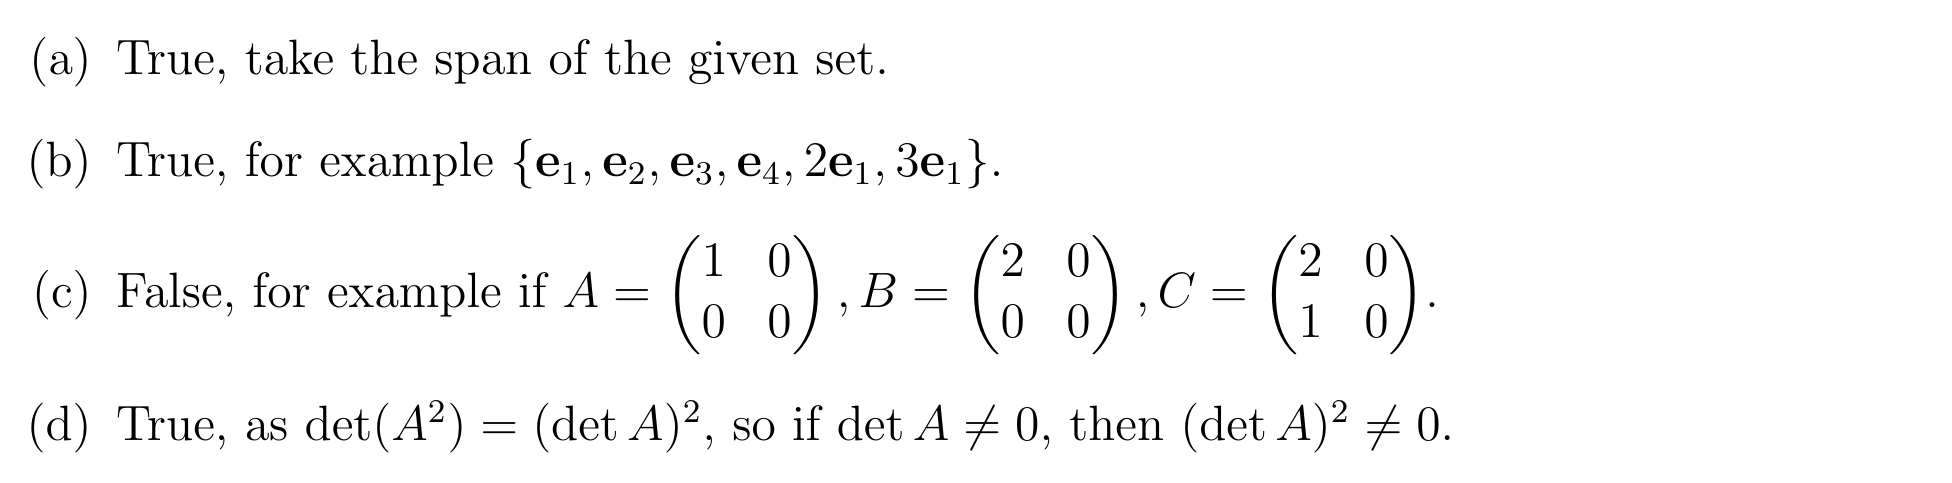 (a) True, take the span of the given set.
(b) True, for example {e₁, e₂, e₃, e₄, 2e₁, 3e₁}.
(c) False, for example if A = (1 0; 0 0), B = (2 0; 0 0), C = (2 0; 1 0).
(d) True, as det(A²) = (det A)², so if det A ≠ 0, then (det A)² ≠ 0.